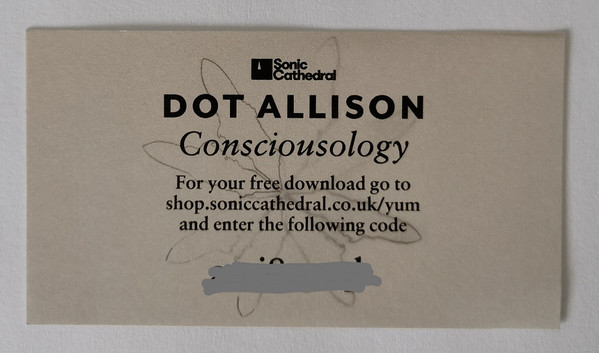 Sonic
Cathedral
DOT ALLISON
Consciousology
For your free download go to
shop.soniccathedral.co.uk/yum
and enter the following code